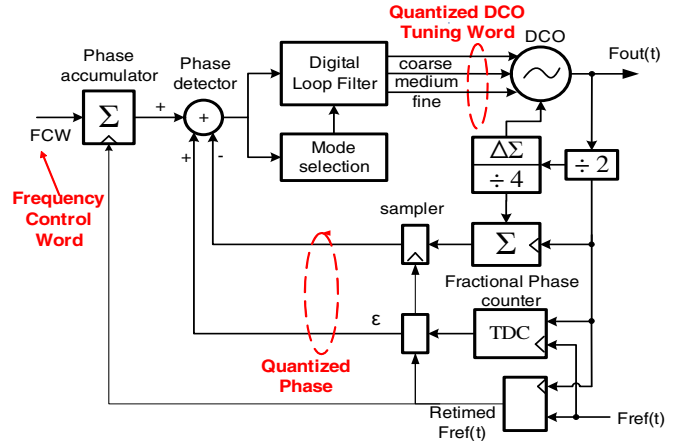 Quantized DCO
Tuning Word
DCO
Phase
accumulator
Phase
detector
Digital
Loop Filter
coarse
medium
fine
Fout(t)
Σ
+
+
FCW
+
-
Mode
selection
ΔΣ
÷ 4
÷ 2
Frequency
Control
Word
sampler
Σ
Fractional Phase
counter
ε
TDC
Quantized
Phase
Retimed
Fref(t)
Fref(t)